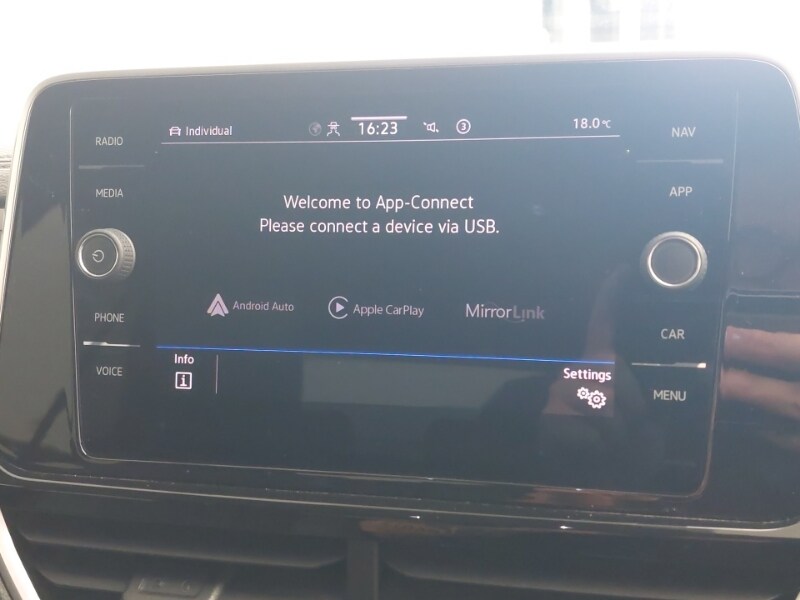 RADIO
MEDIA
PHONE
VOICE
Individual
16:23
3
18.0°C
Welcome to App-Connect
Please connect a device via USB.
Android Auto
Apple CarPlay
MirrorLink
Info
i
Settings
NAV
APP
CAR
MENU